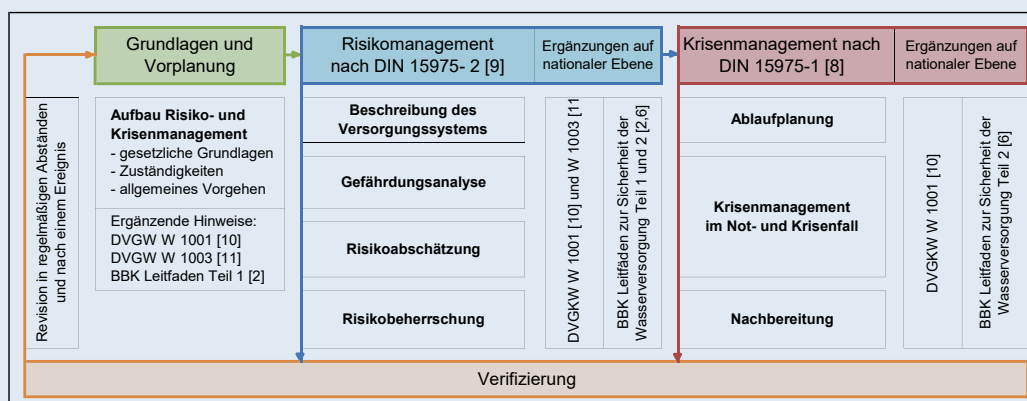 Grundlagen und
Vorplanung
Risikomanagement
nach DIN 15975- 2 [9]
Ergänzungen auf
nationaler Ebene
Krisenmanagement nach
DIN 15975-1 [8]
Ergänzungen auf
nationaler Ebene
Revision in regelmäßigen Abständen
und nach einem Ereignis
Aufbau Risiko- und
Krisenmanagement
- gesetzliche Grundlagen
- Zuständigkeiten
- allgemeines Vorgehen
Ergänzende Hinweise:
DVGW W 1001 [10]
DVGW W 1003 [11]
BBK Leitfaden Teil 1 [2]
Beschreibung des
Versorgungssystems
Gefährdungsanalyse
Risikoabschätzung
Risikobeherrschung
DVGKW W 1001 [10] und W 1003 [11
BBK Leitfäden zur Sicherheit der
Wasserversorgung Teil 1 und 2 [2,6]
Ablaufplanung
Krisenmanagement
im Not- und Krisenfall
Nachbereitung
DVGKW W 1001 [10]
BBK Leitfäden zur Sicherheit der
Wasserversorgung Teil 2 [6]
Verifizierung